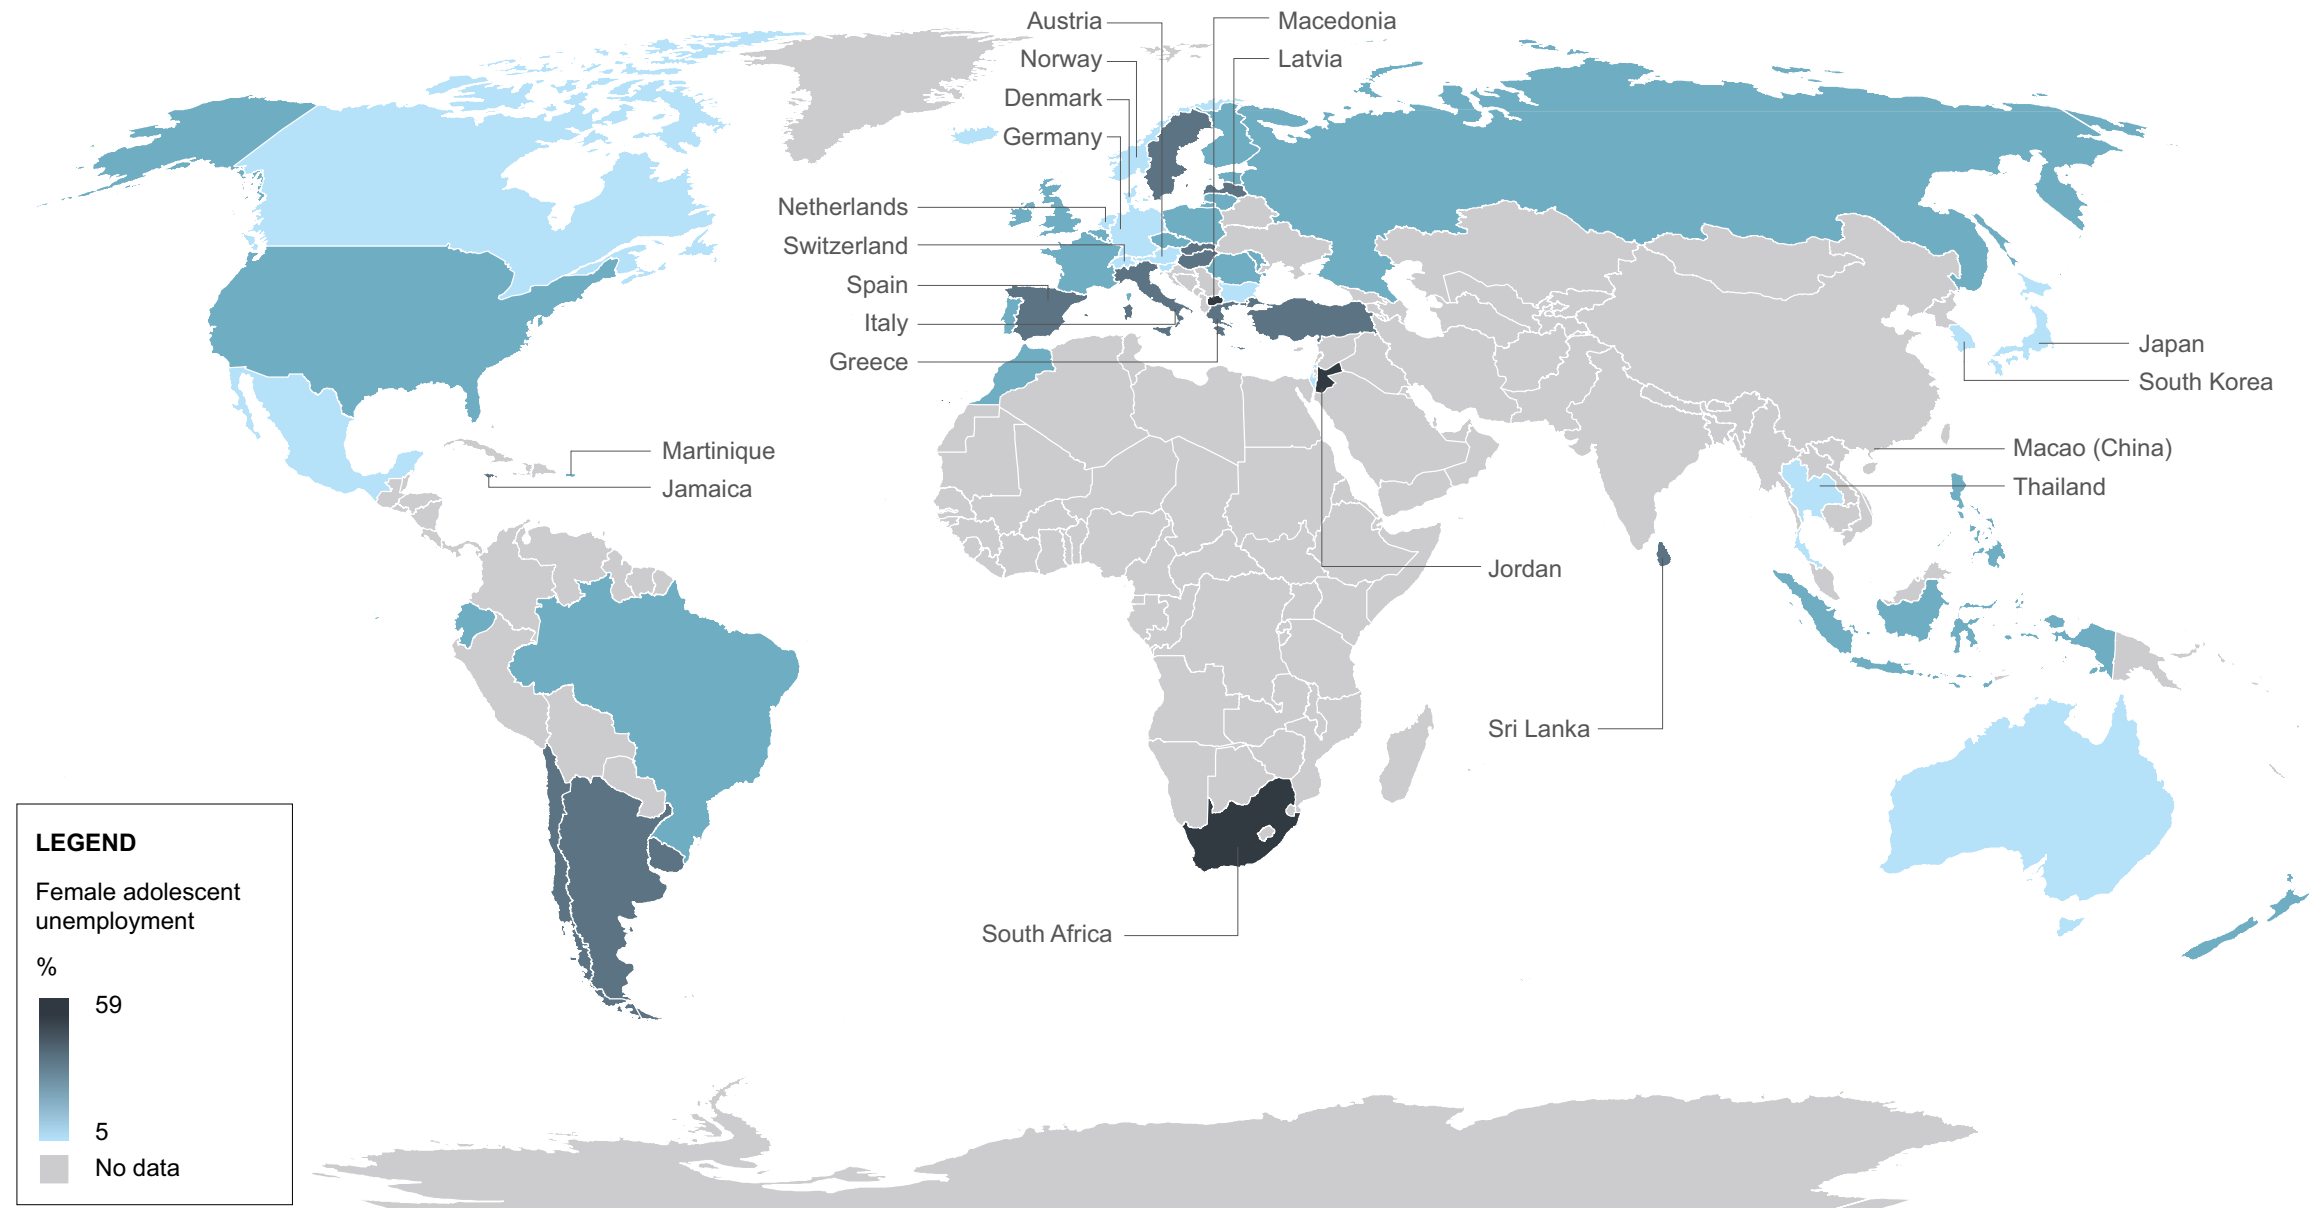 Austria
Macedonia
Norway
Latvia
Denmark
Germany
Netherlands
Switzerland
Spain
Italy
Greece
Japan
South Korea
Martinique
Jamaica
Macao (China)
Thailand
Jordan
Sri Lanka
South Africa
LEGEND
Female adolescent
unemployment
%
59
5
No data